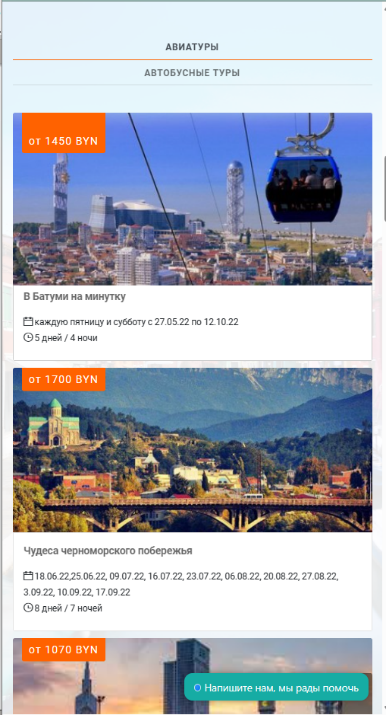 АВИАТУРЫ
АВТОБУСНЫЕ ТУРЫ
от 1450 BYN
В Батуми на минутку
каждую пятницу и субботу с 27.05.22 по 12.10.22
5 дней / 4 ночи
от 1700 BYN
Чудеса черноморского побережья
18.06.22,25.06.22, 09.07.22, 16.07.22, 23.07.22, 06.08.22, 20.08.22, 27.08.22,
3.09.22, 10.09.22, 17.09.22
8 дней / 7 ночей
от 1070 BYN
Напишите нам, мы рады помочь